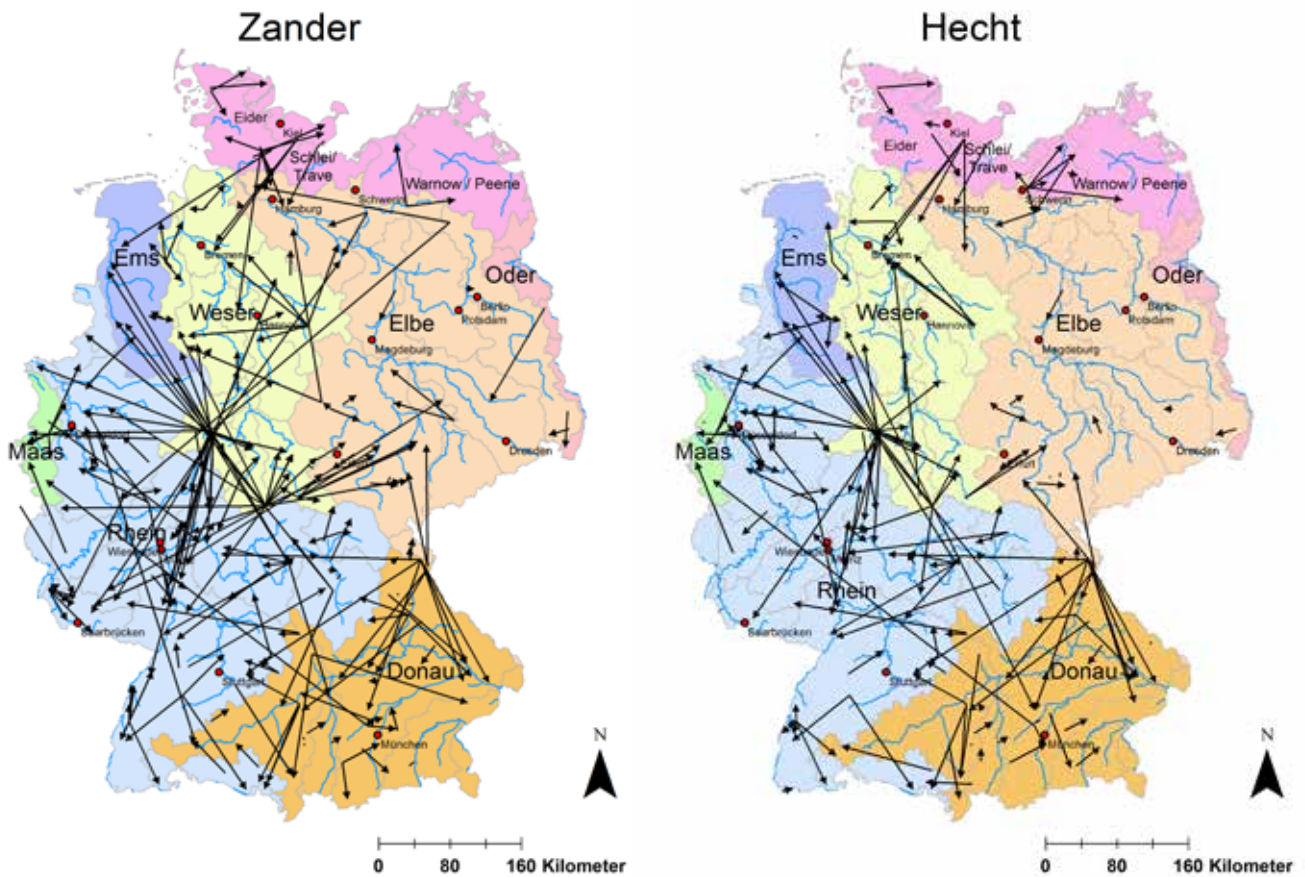 Zander
Eider
Kiel
Schlei/
Trave
Warnow / Peene
Schwerin
Hamburg
Ems
Bremen
Oder
Weser
Hannover
Berlin
Potsdam
Elbe
Magdeburg
Maas
Dresden
Rhein
Wiesbaden
Saarbrücken
Stuttgart
Donau
München
N
0 80 160 Kilometer
Hecht
Kiel
Eider
Schlei/
Trave
Warnow / Peene
Schwerin
Hamburg
Ems
Bremen
Oder
Weser
Hannover
Berlin
Potsdam
Elbe
Magdeburg
Maas
Dresden
Erfurt
Wiesbaden
Rhein
Saarbrücken
Stuttgart
Donau
München
N
0 80 160 Kilometer